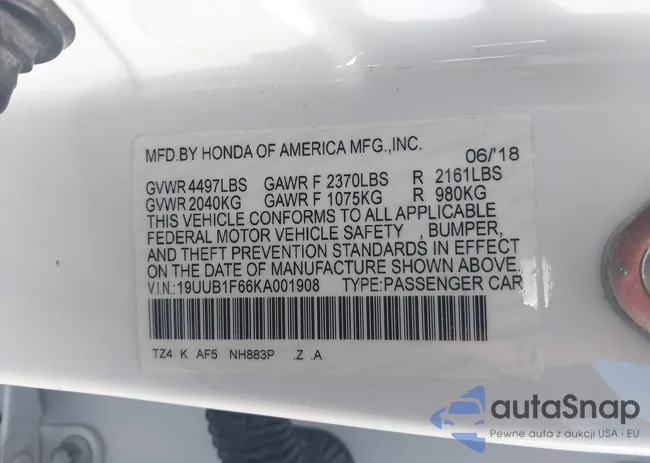 MFD.BY HONDA OF AMERICA MFG.,INC. 06/'18
GVWR 4497LBS GAWR F 2370LBS R 2161LBS
GVWR 2040KG GAWR F 1075KG R 980KG
THIS VEHICLE CONFORMS TO ALL APPLICABLE
FEDERAL MOTOR VEHICLE SAFETY , BUMPER,
AND THEFT PREVENTION STANDARDS IN EFFECT
ON THE DATE OF MANUFACTURE SHOWN ABOVE.
V.I.N.:19UUB1F66KA001908 TYPE:PASSENGER CAR
TZ4 K AF5 NH883P .Z .A
autaSnap
Pewne auta z aukcji USA i EU